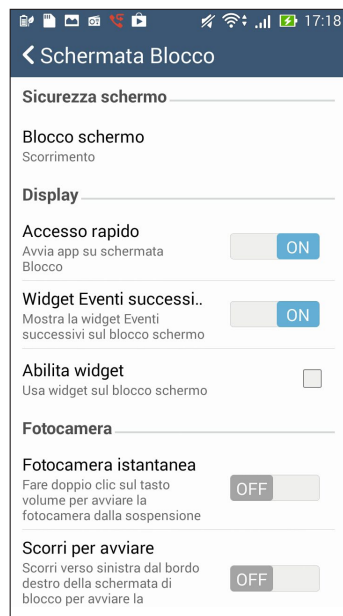 17:18
Schermata Blocco
Sicurezza schermo
Blocco schermo
Scorrimento
Display
Accesso rapido
Avvia app su schermata
Blocco
ON
Widget Eventi successi..
Mostra la widget Eventi
successivi sul blocco schermo
ON
Abilita widget
Usa widget sul blocco schermo
Fotocamera
Fotocamera istantanea
Fare doppio clic sul tasto
volume per avviare la
fotocamera dalla sospensione
OFF
Scorri per avviare
Scorri verso sinistra dal bordo
destro della schermata di
blocco per avviare la
OFF